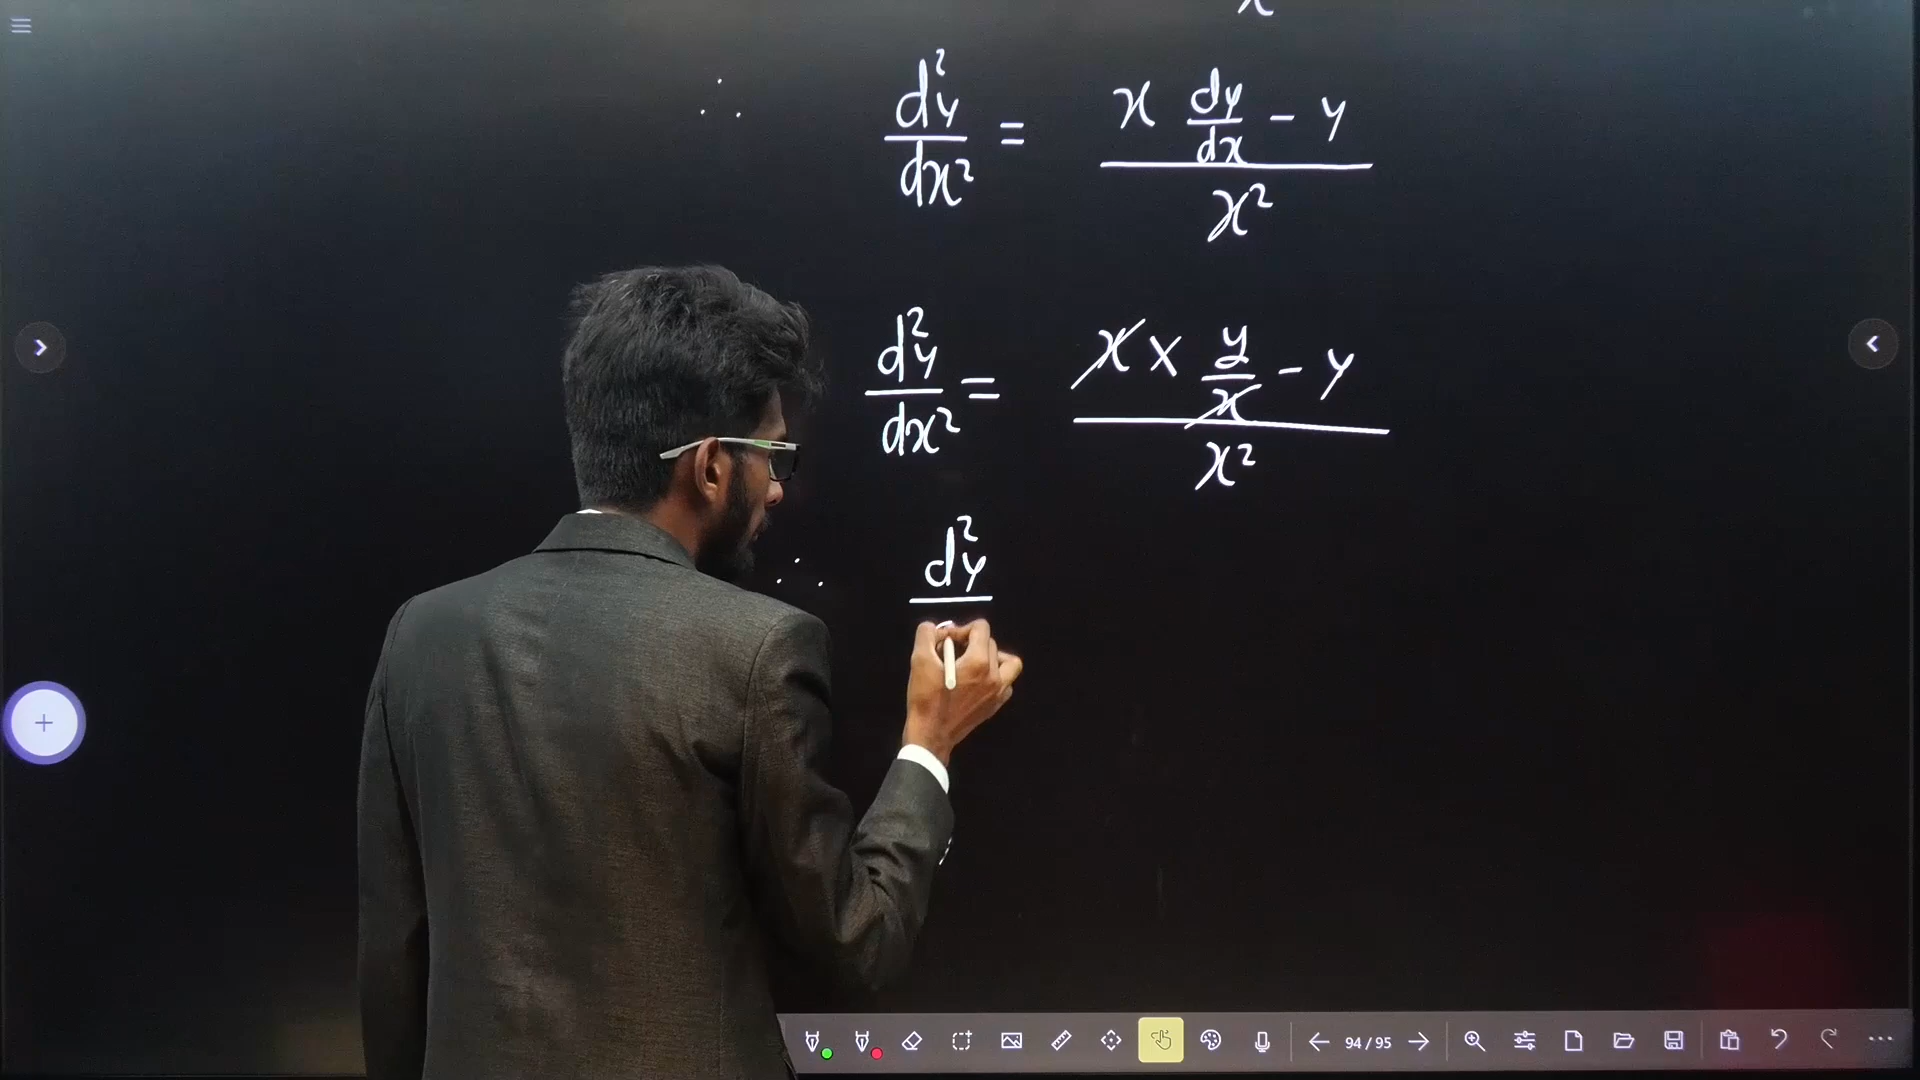 x
∴ d²y/dx² = (x dy/dx - y)/x²
d²y/dx² = (x × y/x - y)/x²
∴ d²y
94 / 95